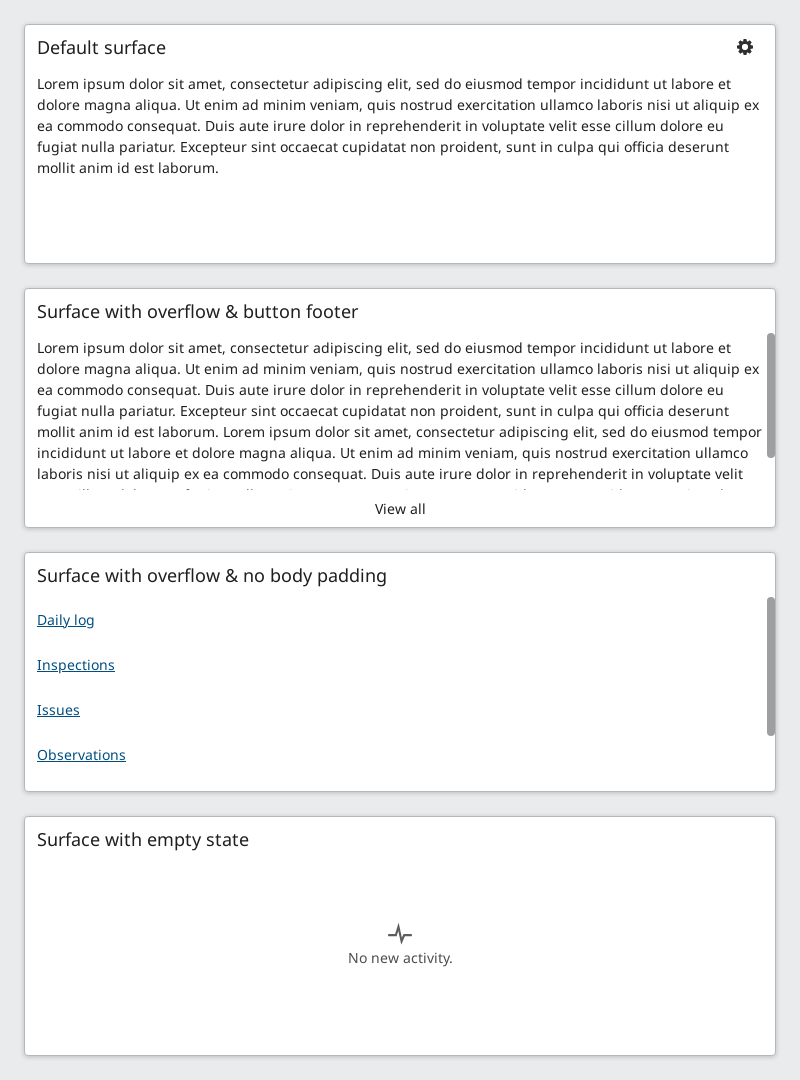 Default surface
Lorem ipsum dolor sit amet, consectetur adipiscing elit, sed do eiusmod tempor incididunt ut labore et
dolore magna aliqua. Ut enim ad minim veniam, quis nostrud exercitation ullamco laboris nisi ut aliquip ex
ea commodo consequat. Duis aute irure dolor in reprehenderit in voluptate velit esse cillum dolore eu
fugiat nulla pariatur. Excepteur sint occaecat cupidatat non proident, sunt in culpa qui officia deserunt
mollit anim id est laborum.
Surface with overflow & button footer
Lorem ipsum dolor sit amet, consectetur adipiscing elit, sed do eiusmod tempor incididunt ut labore et
dolore magna aliqua. Ut enim ad minim veniam, quis nostrud exercitation ullamco laboris nisi ut aliquip ex
ea commodo consequat. Duis aute irure dolor in reprehenderit in voluptate velit esse cillum dolore eu
fugiat nulla pariatur. Excepteur sint occaecat cupidatat non proident, sunt in culpa qui officia deserunt
mollit anim id est laborum. Lorem ipsum dolor sit amet, consectetur adipiscing elit, sed do eiusmod tempor
incididunt ut labore et dolore magna aliqua. Ut enim ad minim veniam, quis nostrud exercitation ullamco
laboris nisi ut aliquip ex ea commodo consequat. Duis aute irure dolor in reprehenderit in voluptate velit
View all
Surface with overflow & no body padding
Daily log
Inspections
Issues
Observations
Surface with empty state
No new activity.